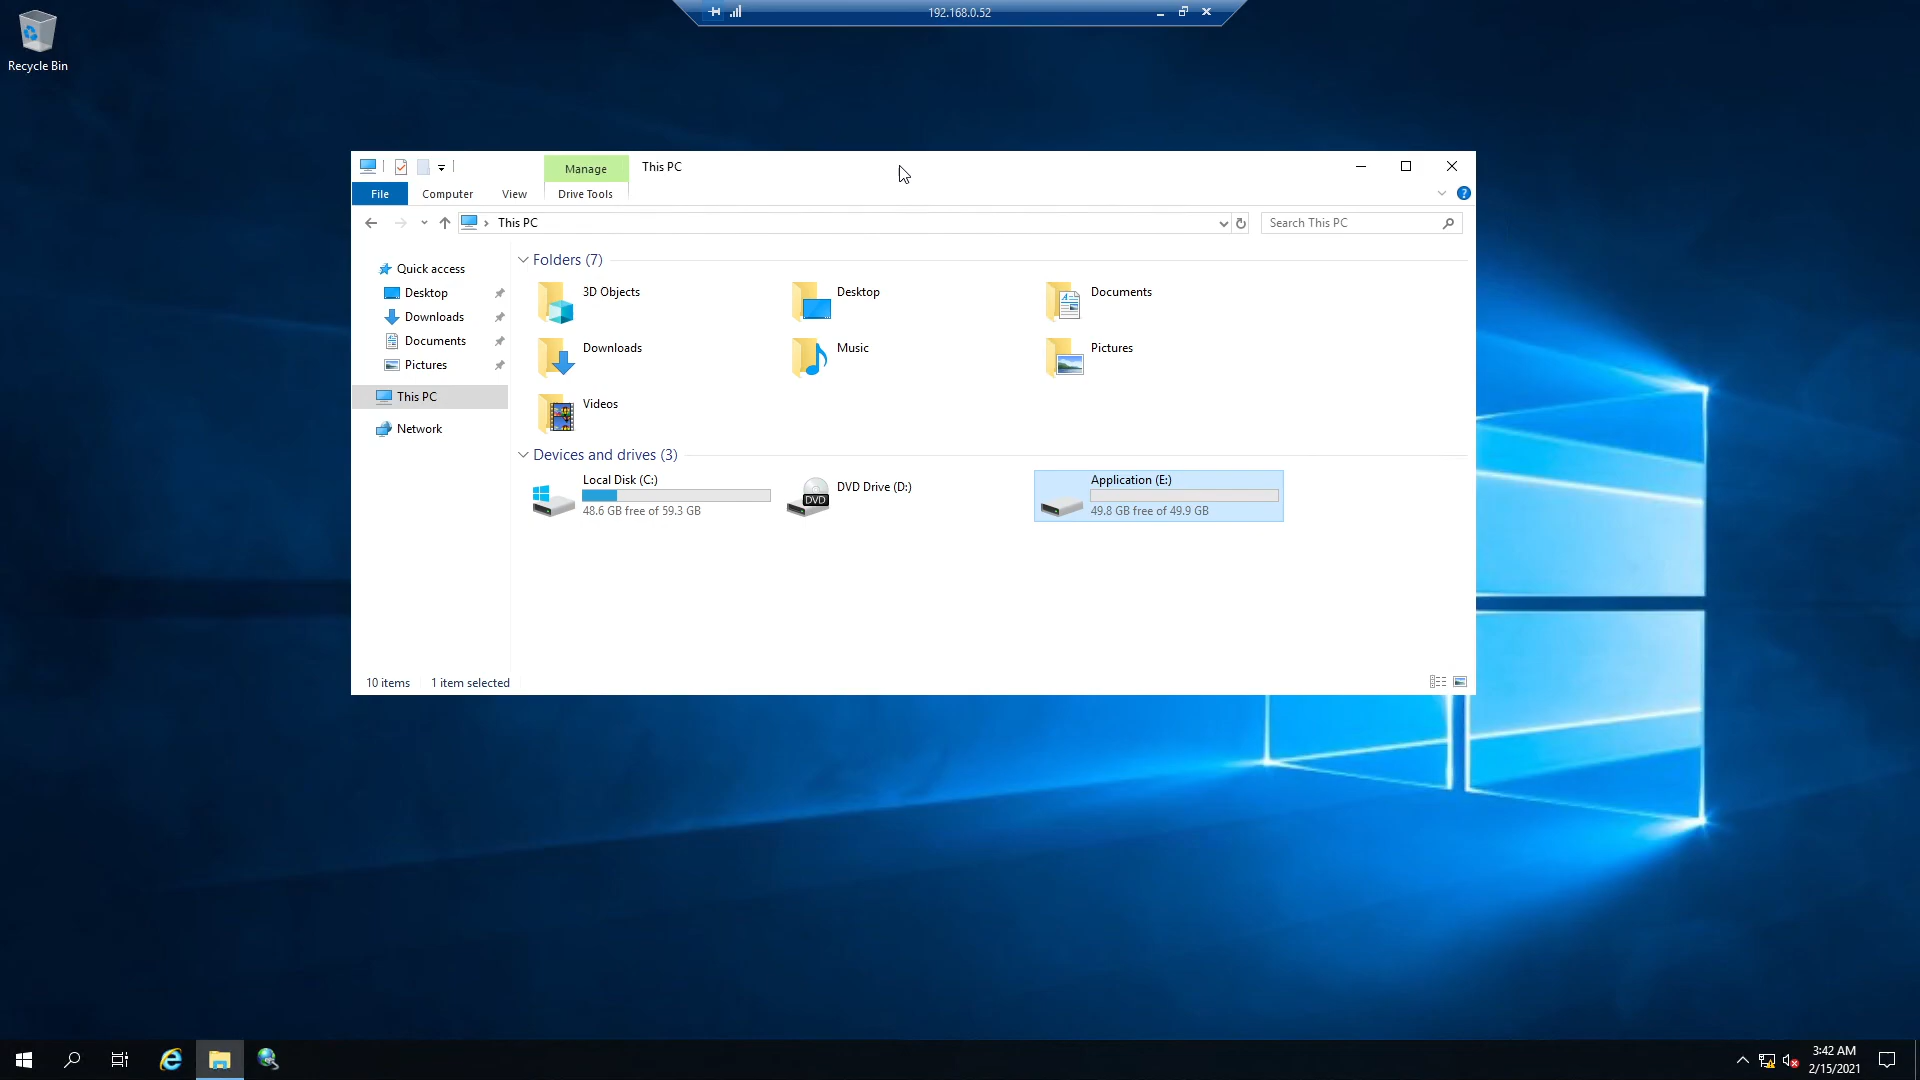 192.168.0.52
Recycle Bin
Manage
This PC
File
Computer
View
Drive Tools
This PC
Search This PC
Quick access
Desktop
Downloads
Documents
Pictures
This PC
Network
Folders (7)
3D Objects
Desktop
Documents
Downloads
Music
Pictures
Videos
Devices and drives (3)
Local Disk (C:)
48.6 GB free of 59.3 GB
DVD
DVD Drive (D:)
Application (E:)
49.8 GB free of 49.9 GB
10 items
1 item selected
3:42 AM
2/15/2021